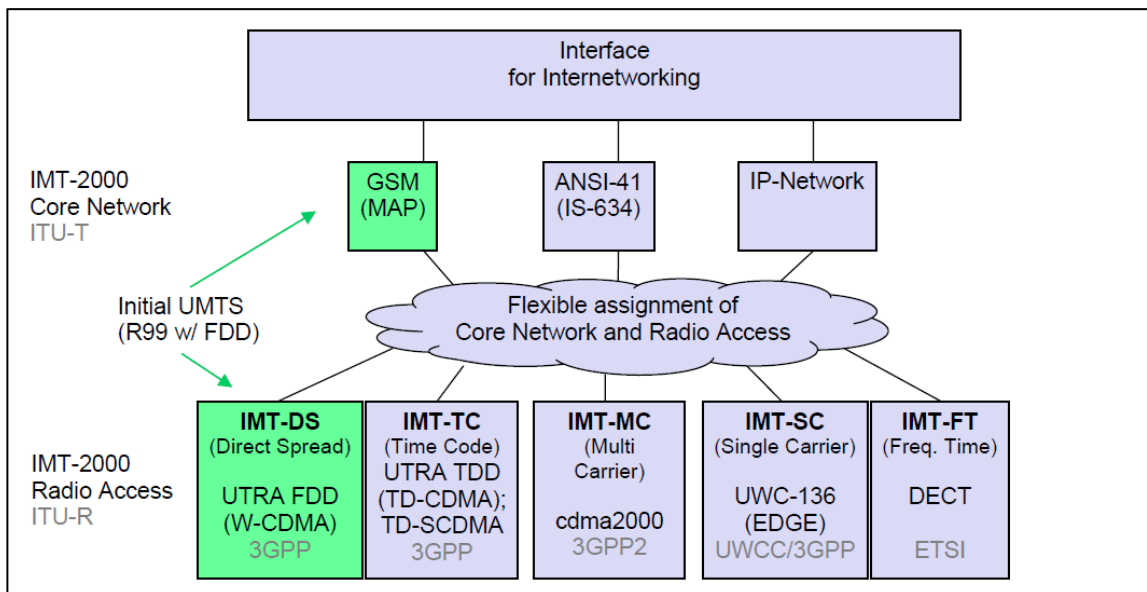 Interface
for Internetworking
IMT-2000
Core Network
ITU-T
GSM
(MAP)
ANSI-41
(IS-634)
IP-Network
Initial UMTS
(R99 w/ FDD)
Flexible assignment of
Core Network and Radio Access
IMT-2000
Radio Access
ITU-R
IMT-DS
(Direct Spread)
UTRA FDD
(W-CDMA)
3GPP
IMT-TC
(Time Code)
UTRA TDD
(TD-CDMA);
TD-SCDMA
3GPP
IMT-MC
(Multi
Carrier)
cdma2000
3GPP2
IMT-SC
(Single Carrier)
UWC-136
(EDGE)
UWCC/3GPP
IMT-FT
(Freq. Time)
DECT
ETSI